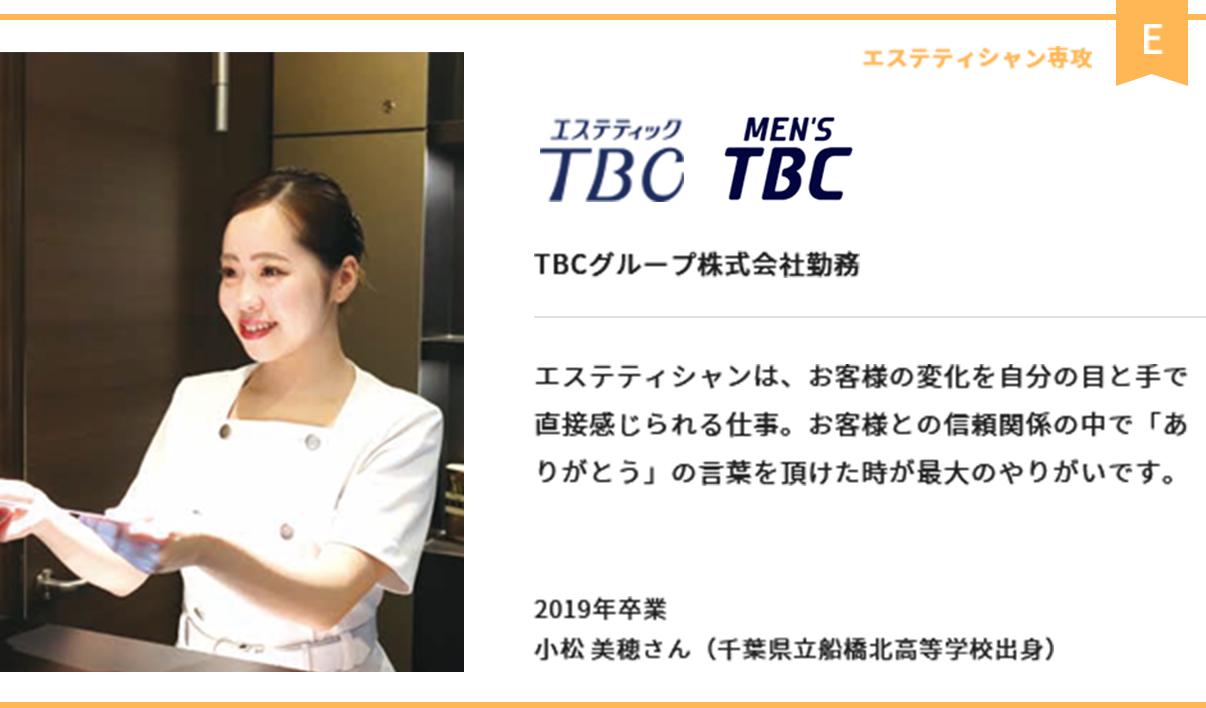 E
エステティシャン専攻
エステティック
TBC
MEN'S
TBC
TBCグループ株式会社勤務
エステティシャンは、お客様の変化を自分の目と手で
直接感じられる仕事。お客様との信頼関係の中で「あ
りがとう」の言葉を頂けた時が最大のやりがいです。
2019年卒業
小松 美穂さん（千葉県立船橋北高等学校出身）